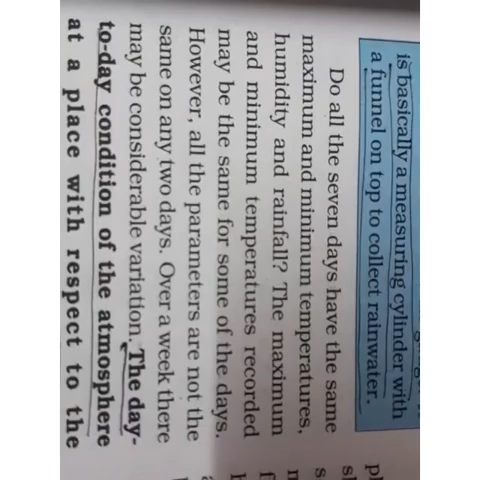 is basically a measuring cylinder with
a funnel on top to collect rainwater.
Do all the seven days have the same
maximum and minimum temperatures,
humidity and rainfall? The maximum
and minimum temperatures recorded
may be the same for some of the days.
However, all the parameters are not the
same on any two days. Over a week there
may be considerable variation. The day-
to-day condition of the atmosphere
at a place with respect to the